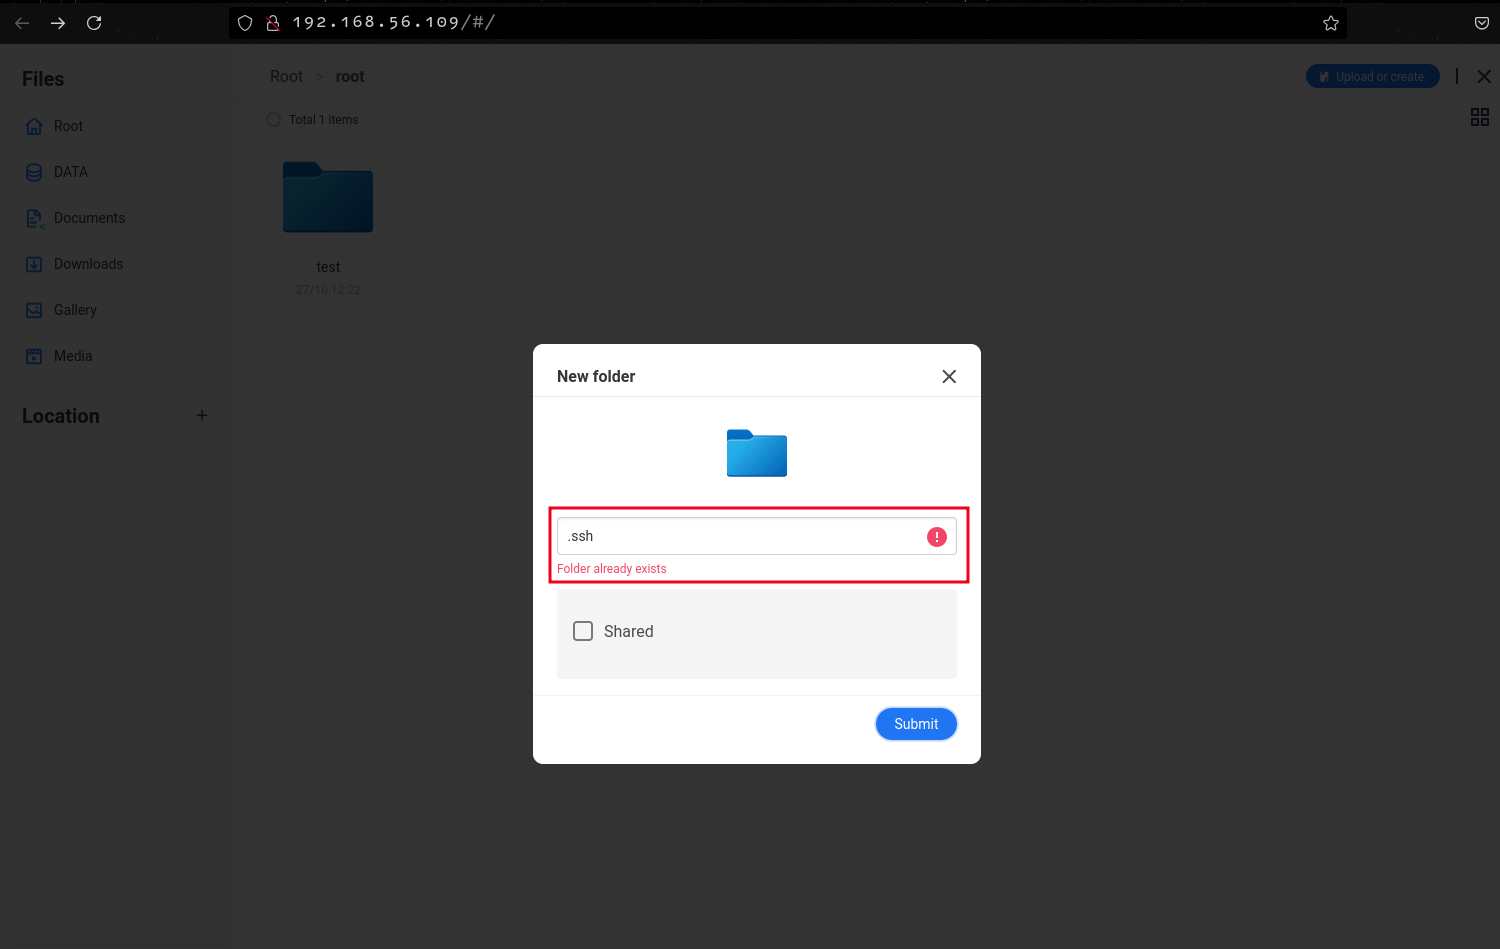 192.168.56.109/#/
Files
Root > root
Upload or create
Root
Total 1 items
DATA
Documents
Downloads
test
Gallery
27/10 12:22
Media
New folder
Location
.ssh
Folder already exists
Shared
Submit